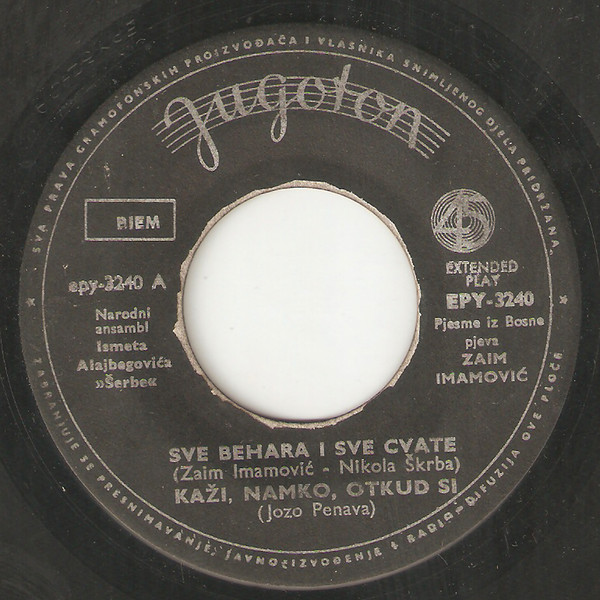 SVA PRAVA GRAMOFONSKIH PROIZVOĐAČA I VLASNIKA SNIMLJENOG DJELA PRIDRŽANA.
Jugoton
BIEM
45
epy-3240 A
EXTENDED
PLAY
EPY-3240
Narodni
ansambl
Ismeta
Alajbegovića
»Šerbe«
Pjesme iz Bosne
pjeva
ZAIM
IMAMOVIĆ
SVE BEHARA I SVE CVATE
(Zaim Imamović - Nikola Škrba)
KAŽI, NAMKO, OTKUD SI
(Jozo Penava)
ZABRANJUJE SE PRESNIMAVANJE, JAVNO IZVOĐENJE + RADIO-DIFUZIJA OVE PLOČE